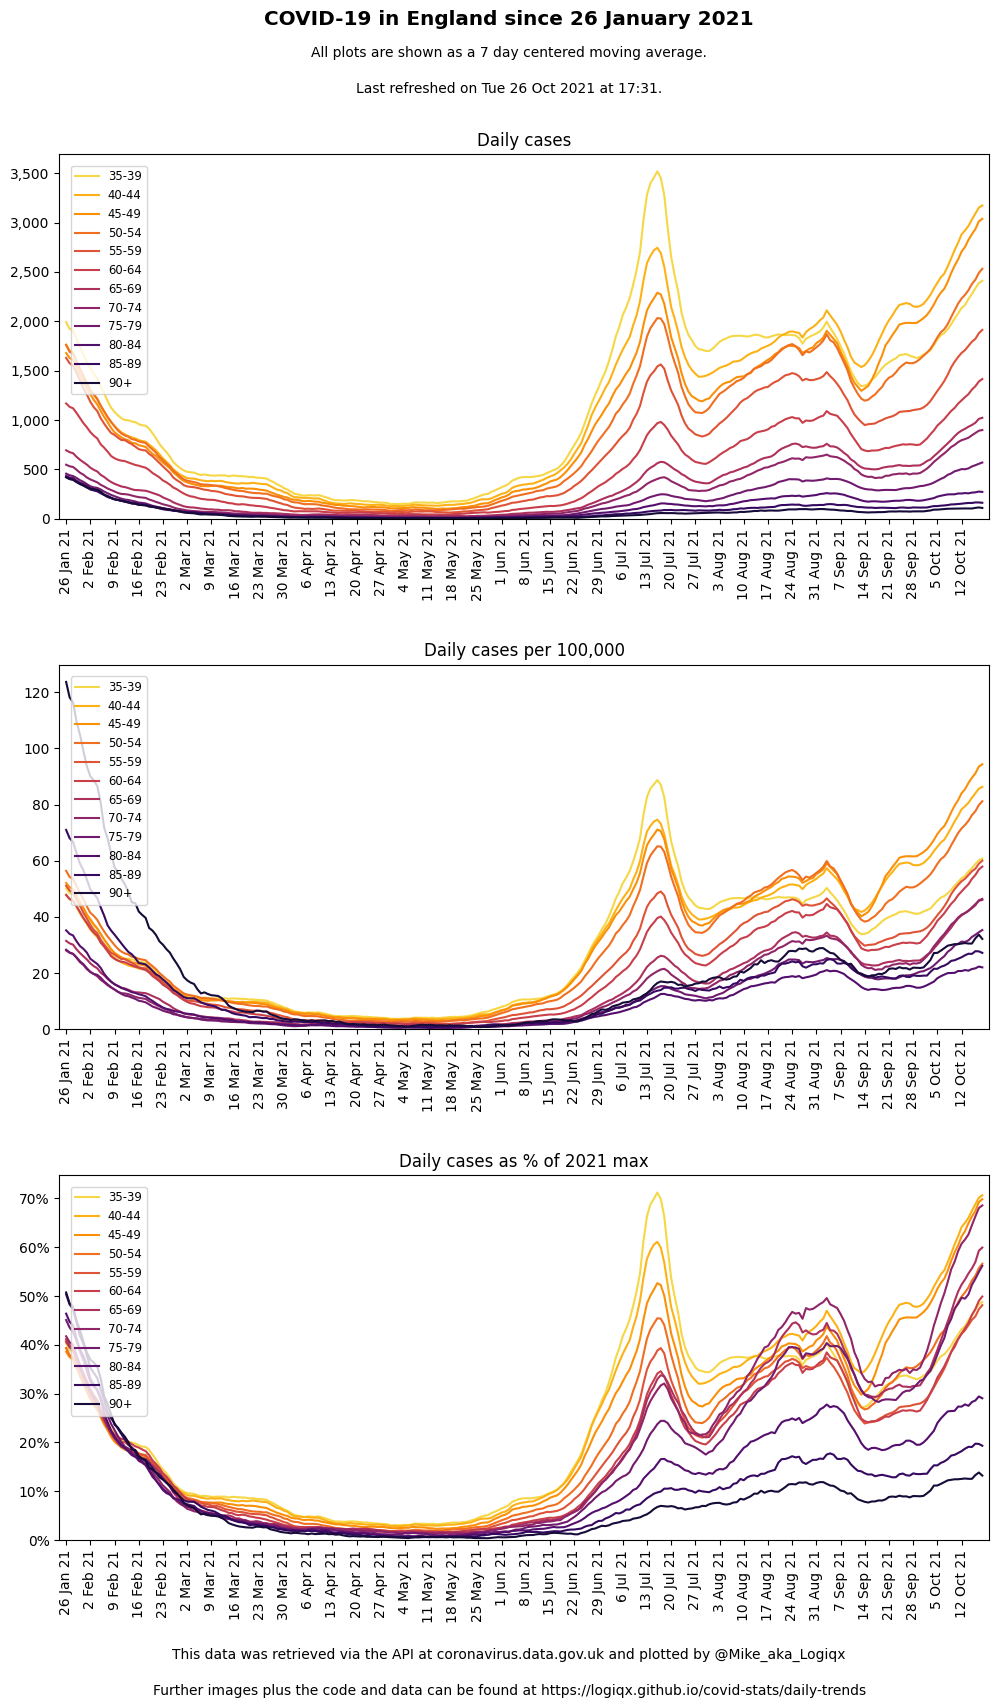 COVID-19 in England since 26 January 2021
All plots are shown as a 7 day centered moving average.
Last refreshed on Tue 26 Oct 2021 at 17:31.
Daily cases
3,500
3,000
2,500
2,000
1,500
1,000
500
0
35-39
40-44
45-49
50-54
55-59
60-64
65-69
70-74
75-79
80-84
85-89
90+
26 Jan 21
2 Feb 21
9 Feb 21
16 Feb 21
23 Feb 21
2 Mar 21
9 Mar 21
16 Mar 21
23 Mar 21
30 Mar 21
6 Apr 21
13 Apr 21
20 Apr 21
27 Apr 21
4 May 21
11 May 21
18 May 21
25 May 21
1 Jun 21
8 Jun 21
15 Jun 21
22 Jun 21
29 Jun 21
6 Jul 21
13 Jul 21
20 Jul 21
27 Jul 21
3 Aug 21
10 Aug 21
17 Aug 21
24 Aug 21
31 Aug 21
7 Sep 21
14 Sep 21
21 Sep 21
28 Sep 21
5 Oct 21
12 Oct 21
Daily cases per 100,000
120
100
80
60
40
20
0
35-39
40-44
45-49
50-54
55-59
60-64
65-69
70-74
75-79
80-84
85-89
90+
26 Jan 21
2 Feb 21
9 Feb 21
16 Feb 21
23 Feb 21
2 Mar 21
9 Mar 21
16 Mar 21
23 Mar 21
30 Mar 21
6 Apr 21
13 Apr 21
20 Apr 21
27 Apr 21
4 May 21
11 May 21
18 May 21
25 May 21
1 Jun 21
8 Jun 21
15 Jun 21
22 Jun 21
29 Jun 21
6 Jul 21
13 Jul 21
20 Jul 21
27 Jul 21
3 Aug 21
10 Aug 21
17 Aug 21
24 Aug 21
31 Aug 21
7 Sep 21
14 Sep 21
21 Sep 21
28 Sep 21
5 Oct 21
12 Oct 21
Daily cases as % of 2021 max
70%
60%
50%
40%
30%
20%
10%
0%
35-39
40-44
45-49
50-54
55-59
60-64
65-69
70-74
75-79
80-84
85-89
90+
26 Jan 21
2 Feb 21
9 Feb 21
16 Feb 21
23 Feb 21
2 Mar 21
9 Mar 21
16 Mar 21
23 Mar 21
30 Mar 21
6 Apr 21
13 Apr 21
20 Apr 21
27 Apr 21
4 May 21
11 May 21
18 May 21
25 May 21
1 Jun 21
8 Jun 21
15 Jun 21
22 Jun 21
29 Jun 21
6 Jul 21
13 Jul 21
20 Jul 21
27 Jul 21
3 Aug 21
10 Aug 21
17 Aug 21
24 Aug 21
31 Aug 21
7 Sep 21
14 Sep 21
21 Sep 21
28 Sep 21
5 Oct 21
12 Oct 21
This data was retrieved via the API at coronavirus.data.gov.uk and plotted by @Mike_aka_Logiqx
Further images plus the code and data can be found at https://logiqx.github.io/covid-stats/daily-trends